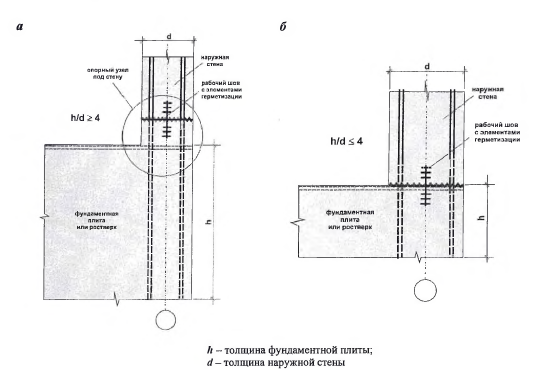 а
d
наружная
стена
опорный узел
под стену
рабочий шов
с элементами
герметизации
h/d ≥ 4
фундаментная
плита
или ростверк
h
б
d
наружная
стена
h/d ≤ 4
рабочий шов
с элементами
герметизации
фундаментная
плита
или ростверк
h
h – толщина фундаментной плиты;
d – толщина наружной стены